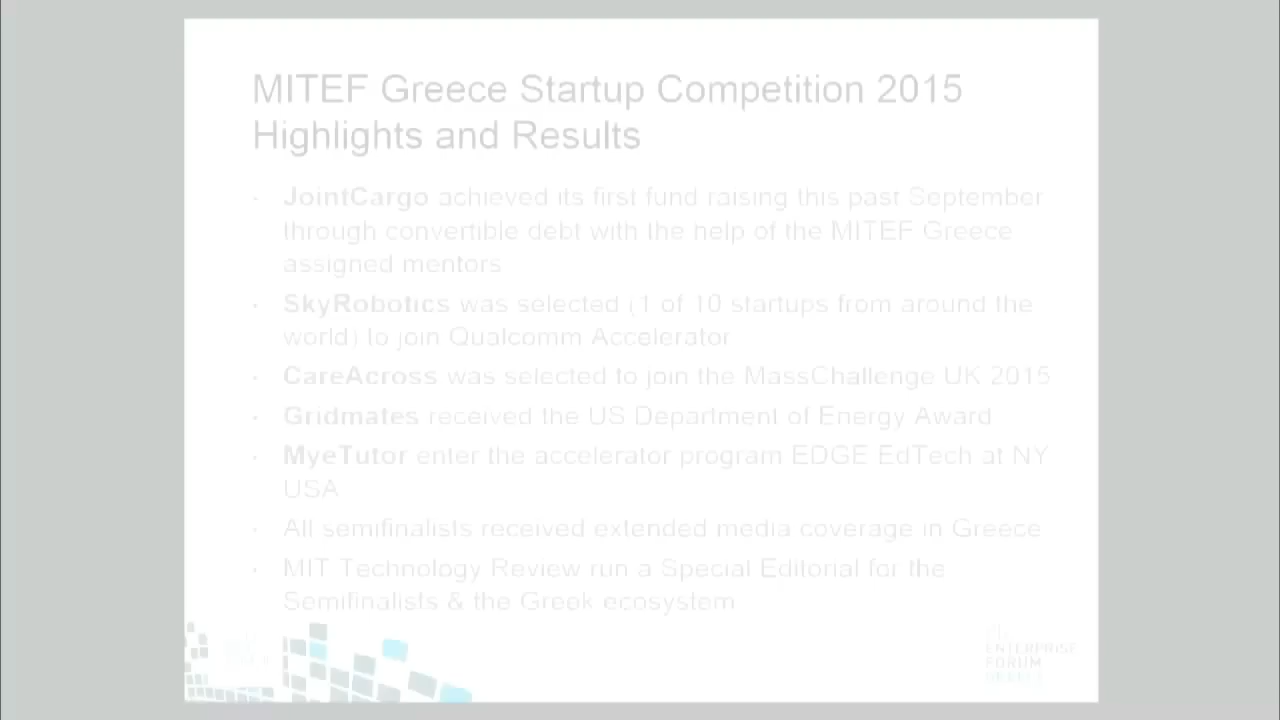 MITEF Greece Startup Competition 2015
Highlights and Results
· JointCargo achieved its first fund raising this past September
through convertible debt with the help of the MITEF Greece
assigned mentors
· SkyRobotics was selected (1 of 10 startups from around the
world) to join Qualcomm Accelerator
· CareAcross was selected to join the MassChallenge UK 2015
· Gridmates received the US Department of Energy Award
· MyeTutor enter the accelerator program EDGE EdTech at NY
USA
· All semifinalists received extended media coverage in Greece
· MIT Technology Review run a Special Editorial for the
Semifinalists & the Greek ecosystem
ENTERPRISE
FORUM
GREECE